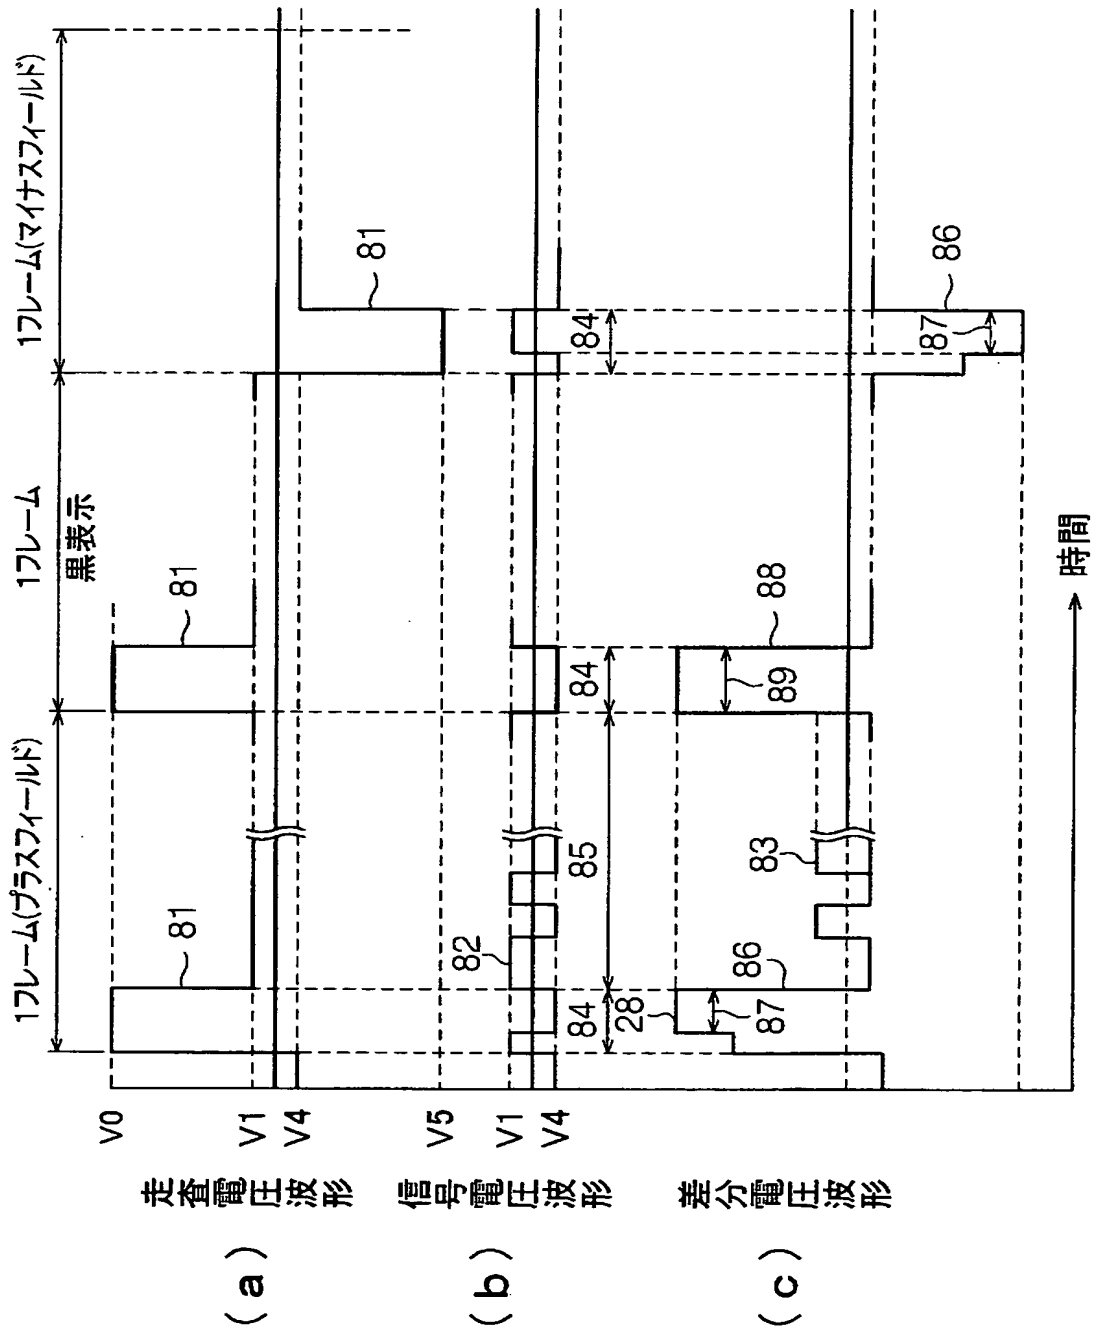 1フレーム(プラスフィールド)
1フレーム
黒表示
1フレーム(マイナスフィールド)
(a)
走査電圧波形
V0
V1
V4
V5
81
81
81
(b)
信号電圧波形
V1
V4
82
84
85
84
84
(c)
差分電圧波形
28
87
86
83
89
88
87
86
時間